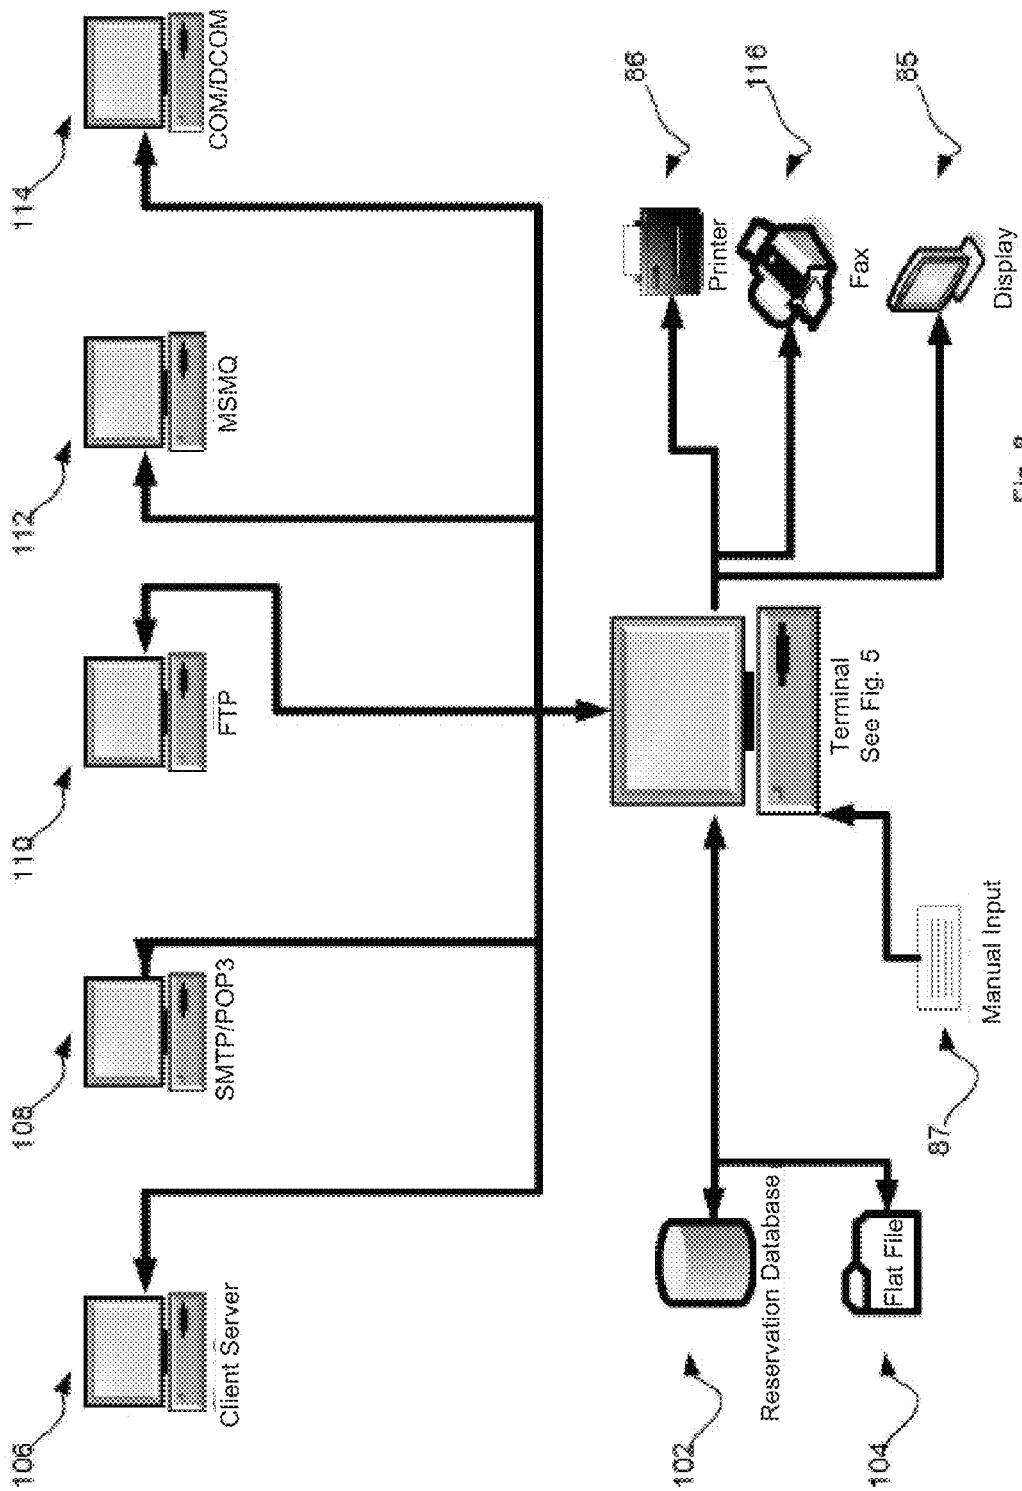 106
108
110
112
114
Client Server
SMTP/POP3
FTP
MSMQ
COM/DCOM
102
Reservation Database
104
Flat File
87
Manual Input
Terminal
See Fig. 5
Printer
86
Fax
116
Display
85